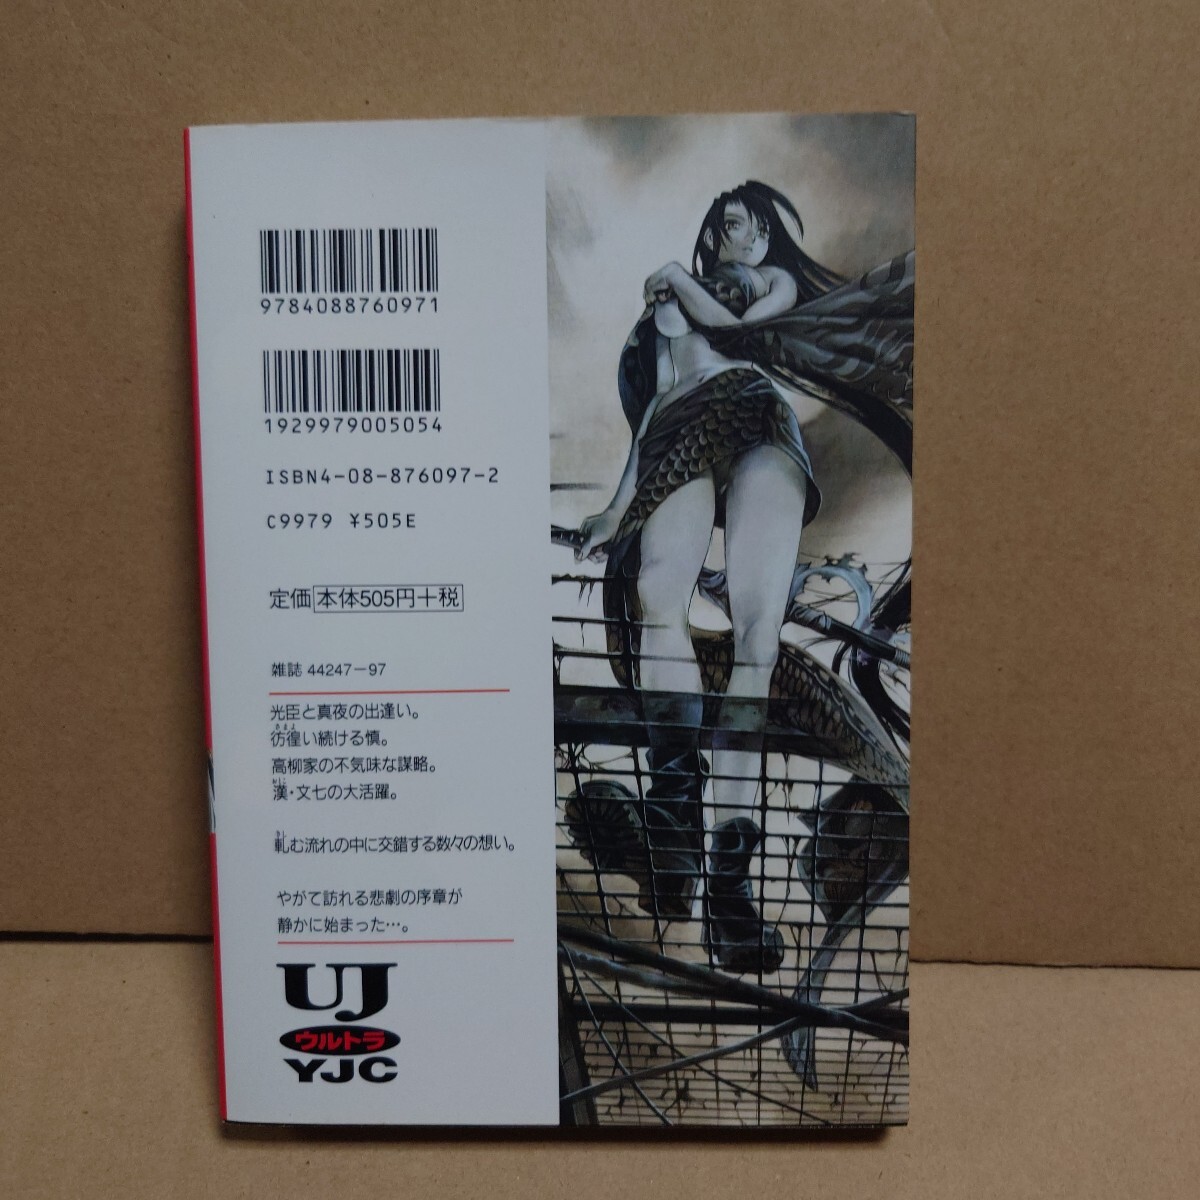 9784088760971
1929979005054
ISBN4-08-876097-2
C9979 ¥505E
定価 本体505円+税
雑誌 44247-97
光臣と真夜の出逢い。
さまよ
彷徨い続ける慎。
高柳家の不気味な謀略。
漢・文七の大活躍。
きし
軋む流れの中に交錯する数々の想い。
やがて訪れる悲劇の序章が
静かに始まった…。
UJ
ウルトラ
YJC